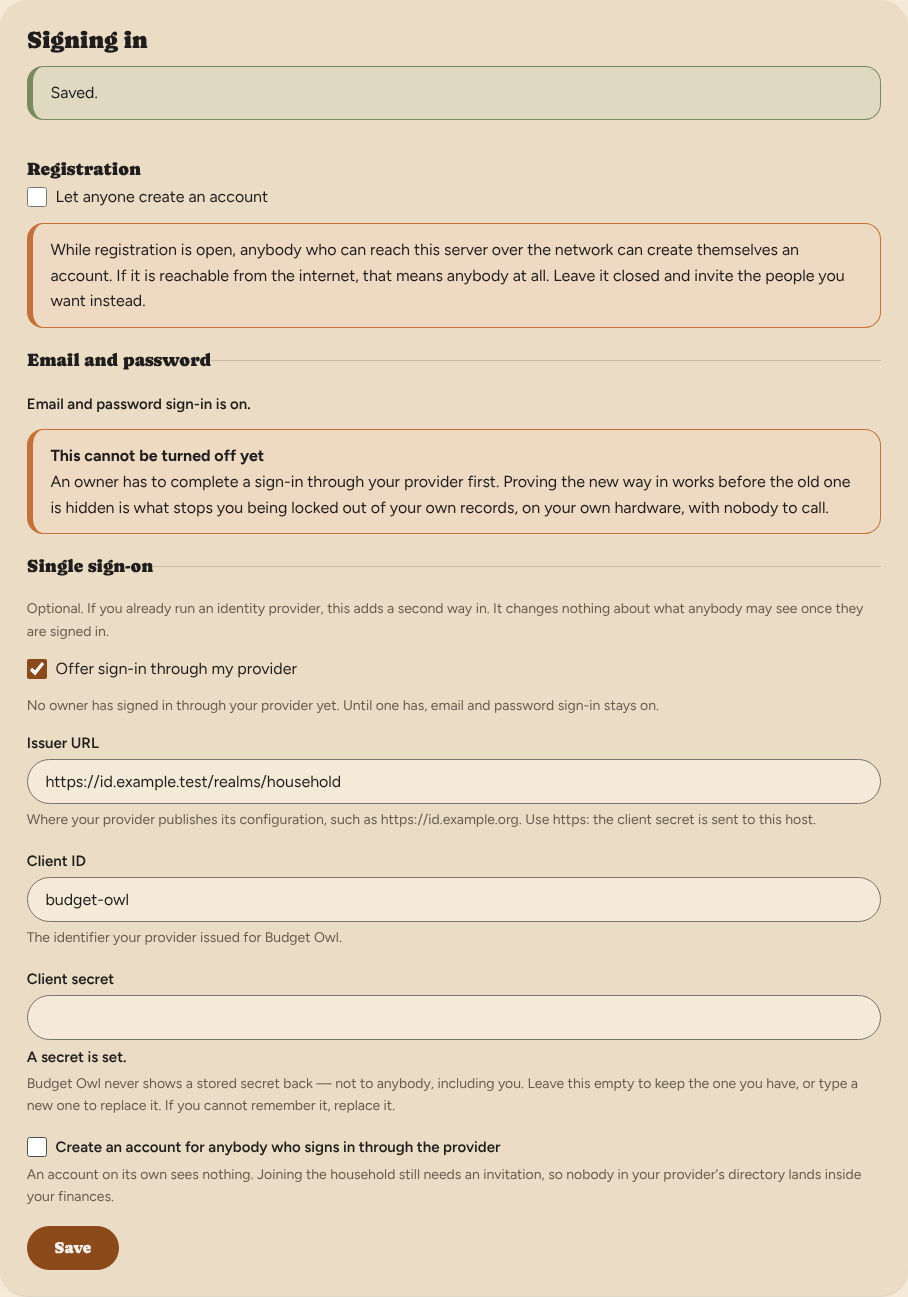 Signing in
Saved.
Registration
Let anyone create an account
While registration is open, anybody who can reach this server over the network can create themselves an
account. If it is reachable from the internet, that means anybody at all. Leave it closed and invite the people you
want instead.
Email and password
Email and password sign-in is on.
This cannot be turned off yet
An owner has to complete a sign-in through your provider first. Proving the new way in works before the old one
is hidden is what stops you being locked out of your own records, on your own hardware, with nobody to call.
Single sign-on
Optional. If you already run an identity provider, this adds a second way in. It changes nothing about what anybody may see once they
are signed in.
Offer sign-in through my provider
No owner has signed in through your provider yet. Until one has, email and password sign-in stays on.
Issuer URL
https://id.example.test/realms/household
Where your provider publishes its configuration, such as https://id.example.org. Use https: the client secret is sent to this host.
Client ID
budget-owl
The identifier your provider issued for Budget Owl.
Client secret
A secret is set.
Budget Owl never shows a stored secret back — not to anybody, including you. Leave this empty to keep the one you have, or type a
new one to replace it. If you cannot remember it, replace it.
Create an account for anybody who signs in through the provider
An account on its own sees nothing. Joining the household still needs an invitation, so nobody in your provider's directory lands inside
your finances.
Save